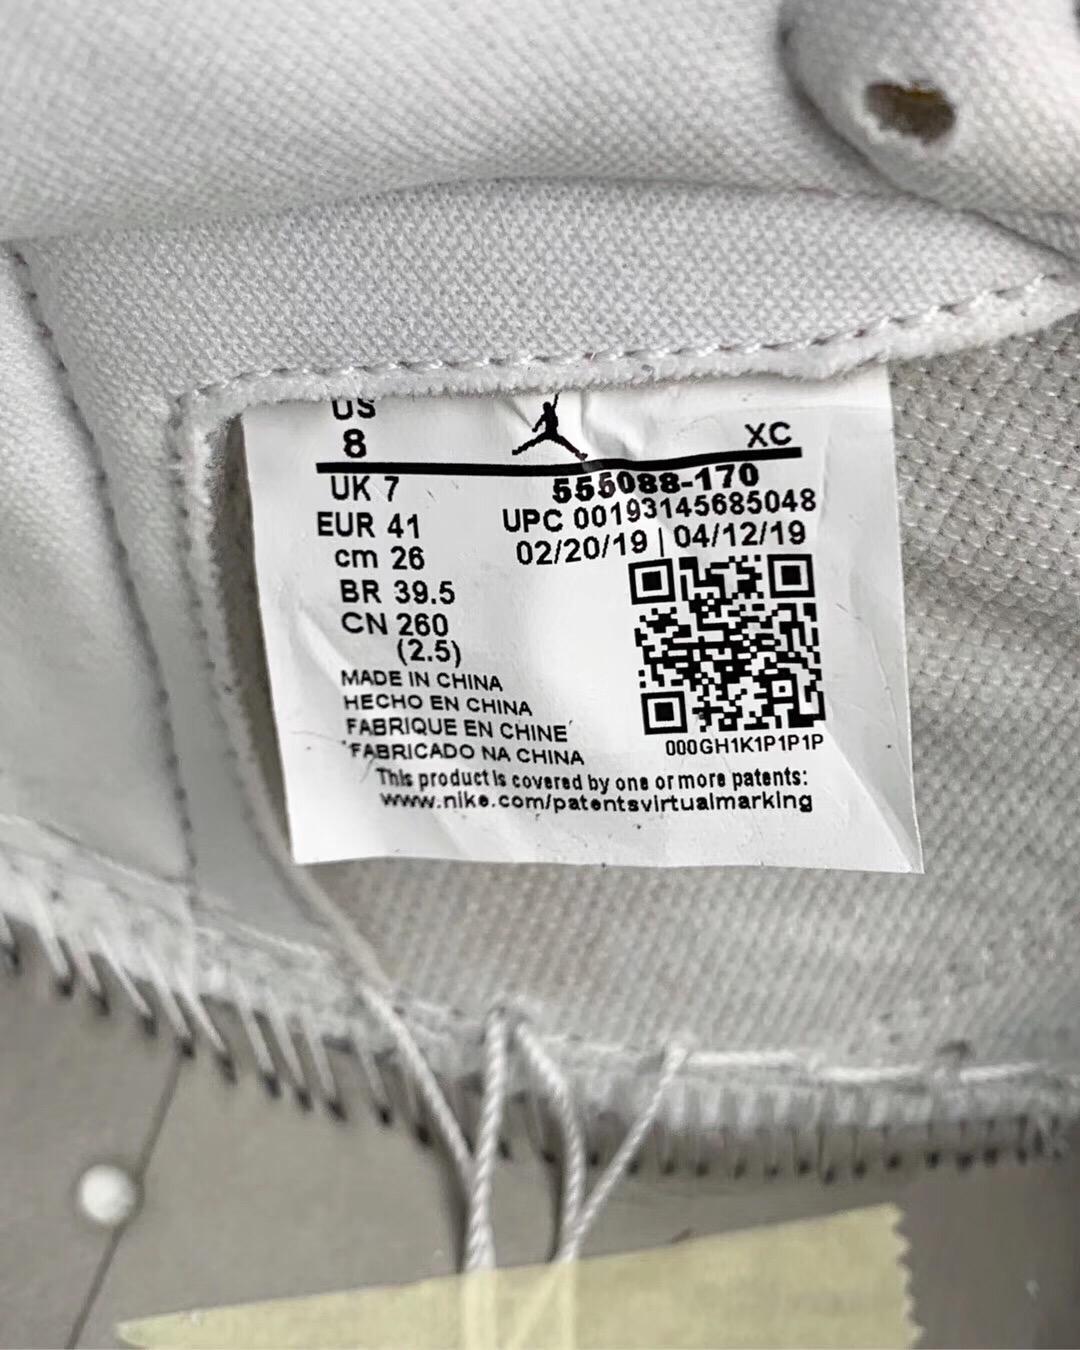 US
8
XC
UK 7
555088-170
EUR 41
UPC 00193145685048
cm 26
02/20/19 | 04/12/19
BR 39.5
CN 260
(2.5)
MADE IN CHINA
HECHO EN CHINA
FABRIQUE EN CHINE
FABRICADO NA CHINA
000GH1K1P1P1P
This product is covered by one or more patents:
www.nike.com/patentsvirtualmarking